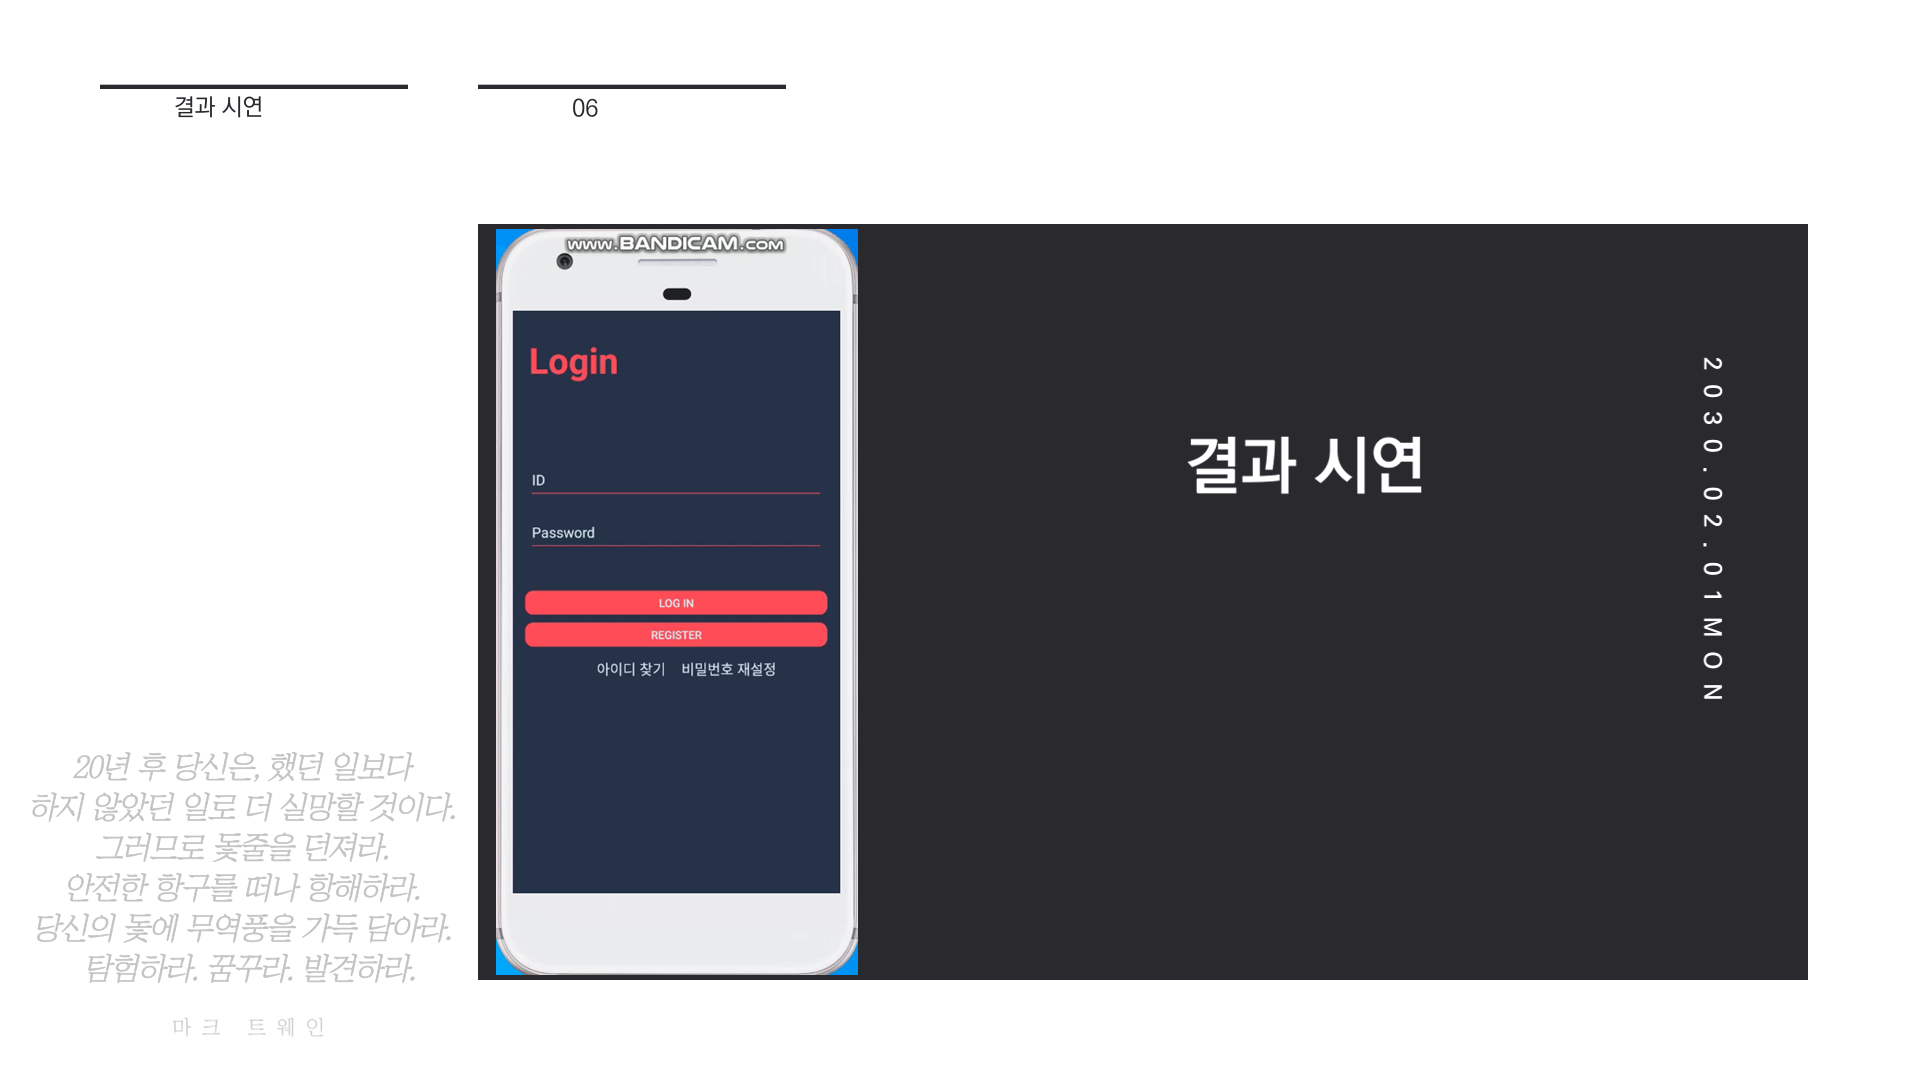 결과 시연
06
www.BANDICAM.com
Login
ID
Password
LOG IN
REGISTER
아이디 찾기 비밀번호 재설정
결과 시연
2030.02.01MON
20년 후 당신은, 했던 일보다
하지 않았던 일로 더 실망할 것이다.
그러므로 돛줄을 던져라.
안전한 항구를 떠나 항해하라.
당신의 돛에 무역풍을 가득 담아라.
탐험하라. 꿈꾸라. 발견하라.
마크 트웨인